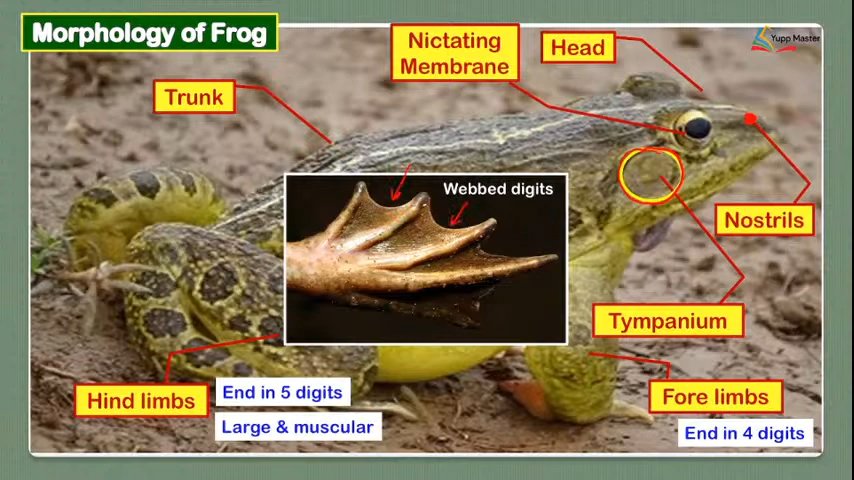 Morphology of Frog
Nictating
Membrane
Head
Yupp Master
Trunk
Webbed digits
Nostrils
Tympanium
Hind limbs
End in 5 digits
Large & muscular
Fore limbs
End in 4 digits